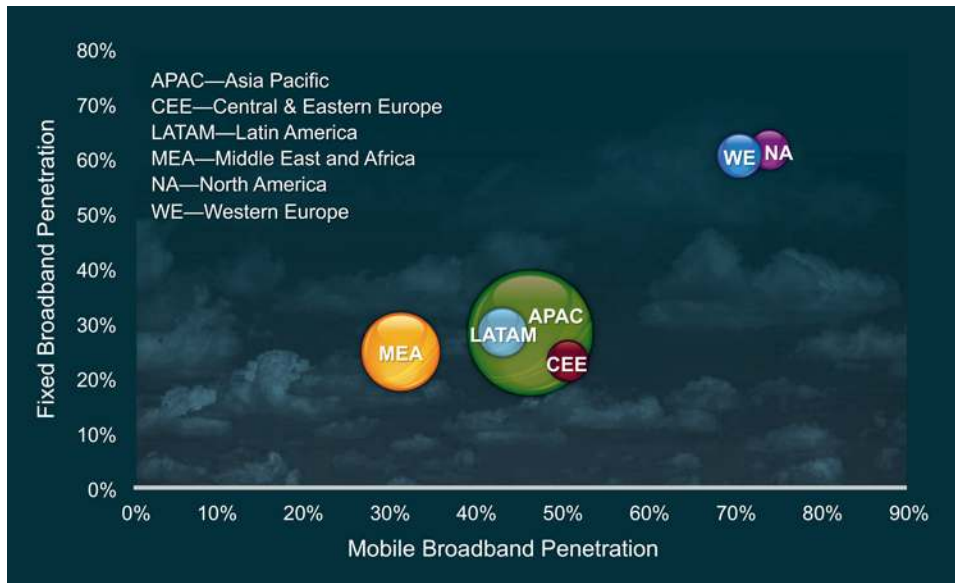 80%
70%
60%
50%
40%
30%
20%
10%
0%
Fixed Broadband Penetration
APAC—Asia Pacific
CEE—Central & Eastern Europe
LATAM—Latin America
MEA—Middle East and Africa
NA—North America
WE—Western Europe
WE
NA
APAC
LATAM
MEA
CEE
0% 10% 20% 30% 40% 50% 60% 70% 80% 90%
Mobile Broadband Penetration